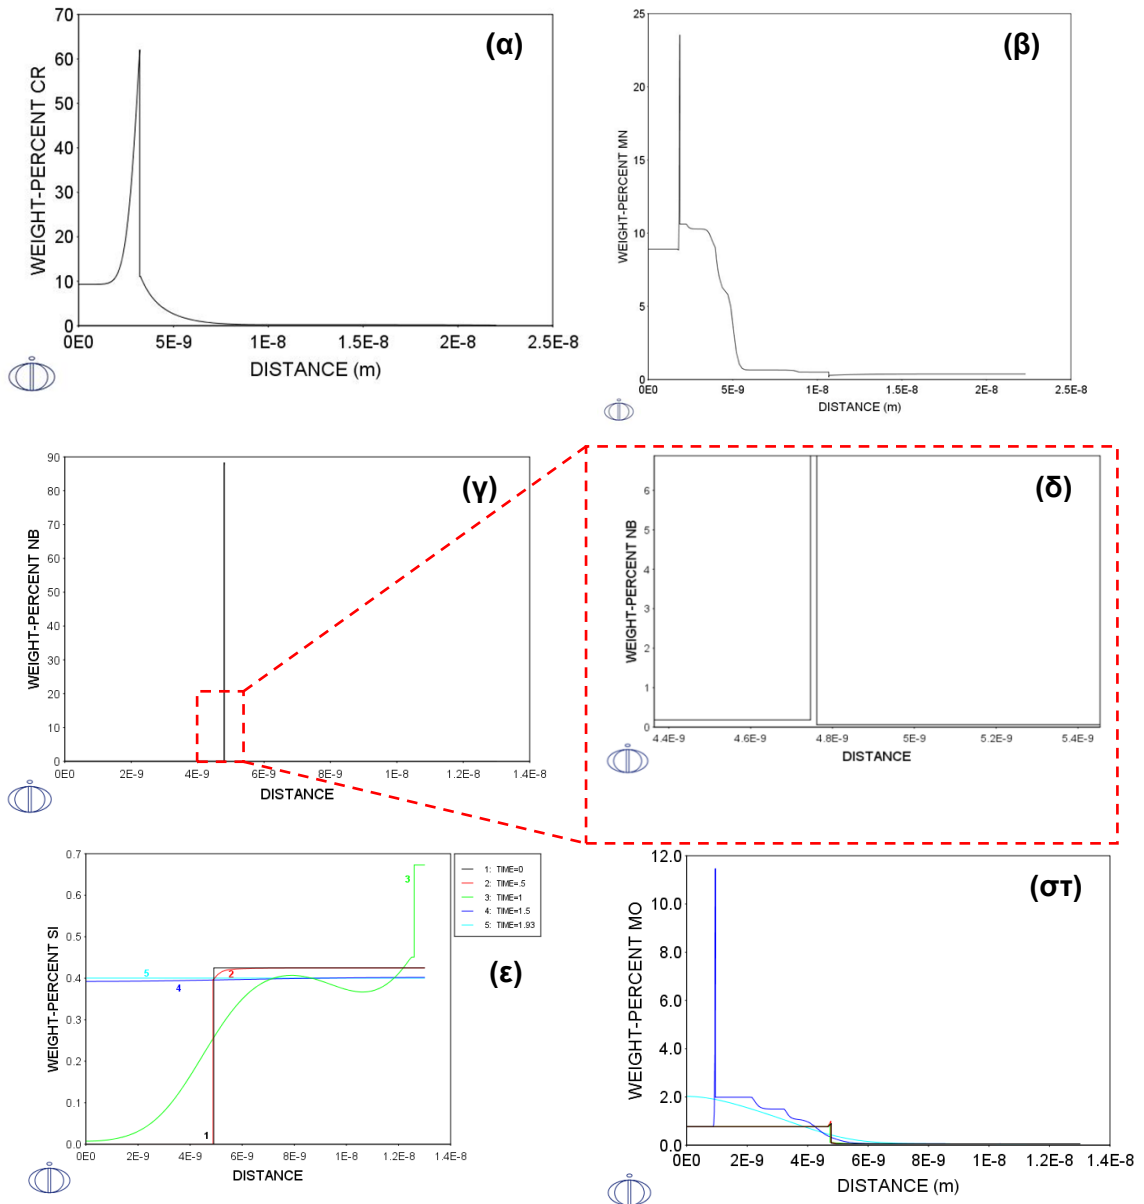 (α)
WEIGHT-PERCENT CR
70
60
50
40
30
20
10
0
0E0 5E-9 1E-8 1.5E-8 2E-8 2.5E-8
DISTANCE (m)
(β)
WEIGHT-PERCENT MN
25
20
15
10
5
0
0E0 5E-9 1E-8 1.5E-8 2E-8 2.5E-8
DISTANCE (m)
(γ)
WEIGHT-PERCENT NB
90
80
70
60
50
40
30
20
10
0
0E0 2E-9 4E-9 6E-9 8E-9 1E-8 1.2E-8 1.4E-8
DISTANCE
(δ)
WEIGHT-PERCENT NB
6
5
4
3
2
1
0
4.4E-9 4.6E-9 4.8E-9 5E-9 5.2E-9 5.4E-9
DISTANCE
(ε)
WEIGHT-PERCENT SI
0.7
0.6
0.5
0.4
0.3
0.2
0.1
0.0
0E0 2E-9 4E-9 6E-9 8E-9 1E-8 1.2E-8 1.4E-8
DISTANCE
3
5
2
4
1
1: TIME=0
2: TIME=.5
3: TIME=1
4: TIME=1.5
5: TIME=1.93
(στ)
WEIGHT-PERCENT MO
12.0
10.0
8.0
6.0
4.0
2.0
0.0
0E0 2E-9 4E-9 6E-9 8E-9 1E-8 1.2E-8 1.4E-8
DISTANCE (m)